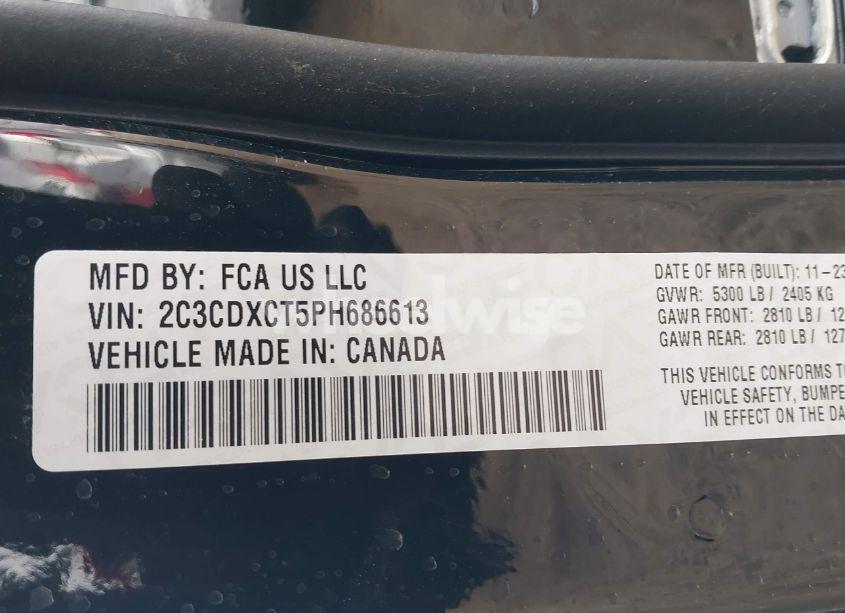 MFD BY: FCA US LLC
VIN: 2C3CDXCT5PH686613
VEHICLE MADE IN: CANADA
DATE OF MFR (BUILT): 11-23
GVWR: 5300 LB / 2405 KG
GAWR FRONT: 2810 LB / 12
GAWR REAR: 2810 LB / 127
THIS VEHICLE CONFORMS TO
VEHICLE SAFETY, BUMPE
IN EFFECT ON THE DA